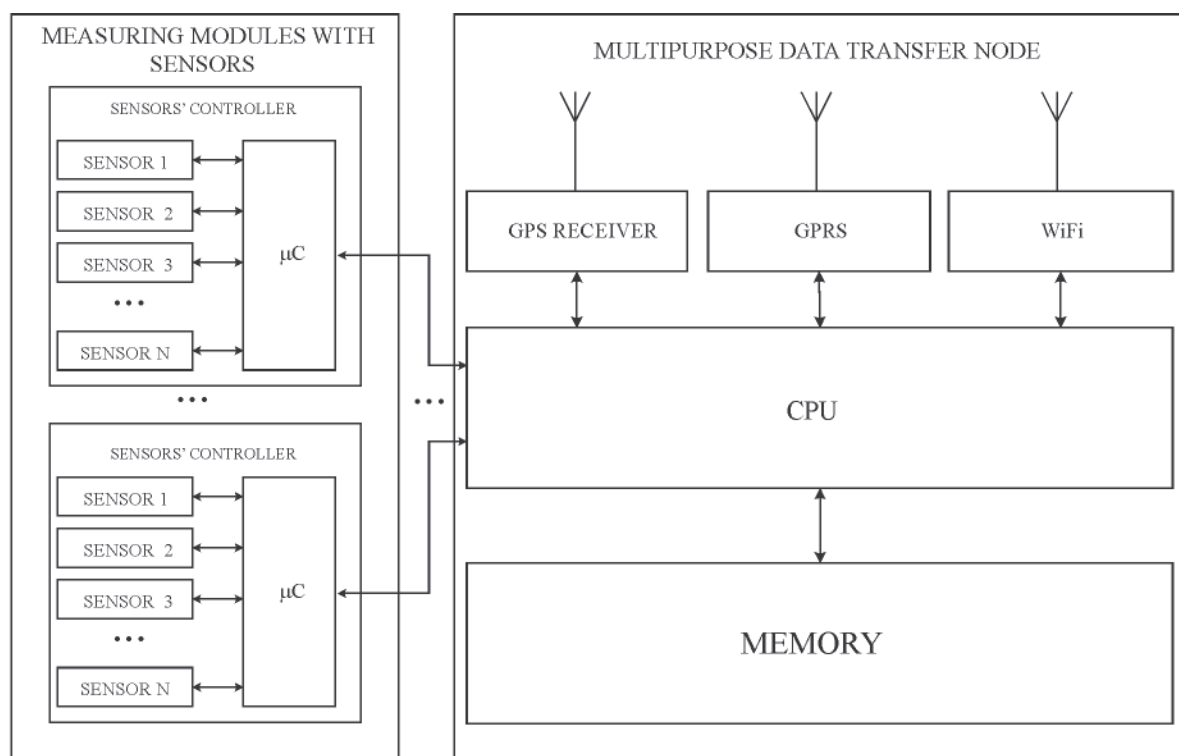 MEASURING MODULES WITH
SENSORS
SENSORS' CONTROLLER
SENSOR 1
SENSOR 2
SENSOR 3
•••
SENSOR N
µC
•••
SENSORS' CONTROLLER
SENSOR 1
SENSOR 2
SENSOR 3
•••
SENSOR N
µC
•••
MULTIPURPOSE DATA TRANSFER NODE
GPS RECEIVER
GPRS
WiFi
CPU
MEMORY